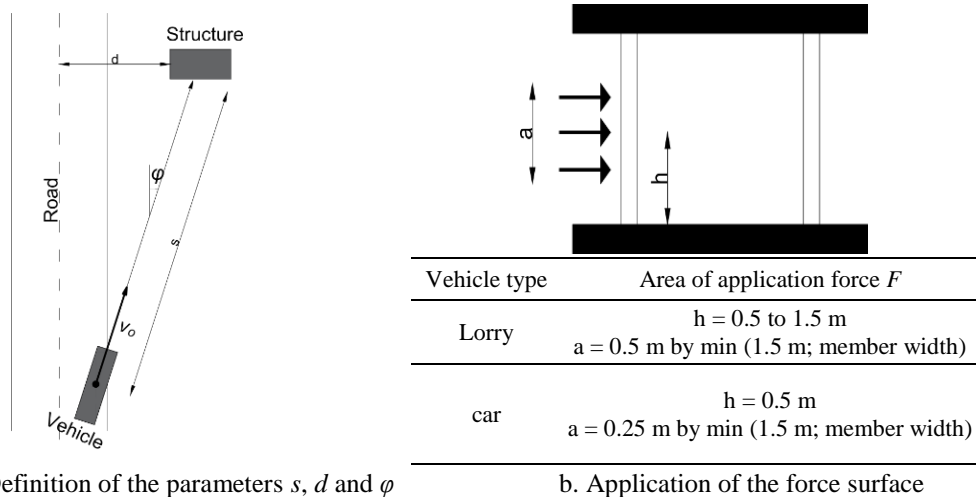 Structure
d
Road
φ
s
v₀
Vehicle
a
h
Vehicle type Area of application force F
Lorry
h = 0.5 to 1.5 m
a = 0.5 m by min (1.5 m; member width)
car
h = 0.5 m
a = 0.25 m by min (1.5 m; member width)
efinition of the parameters s, d and φ
b. Application of the force surface